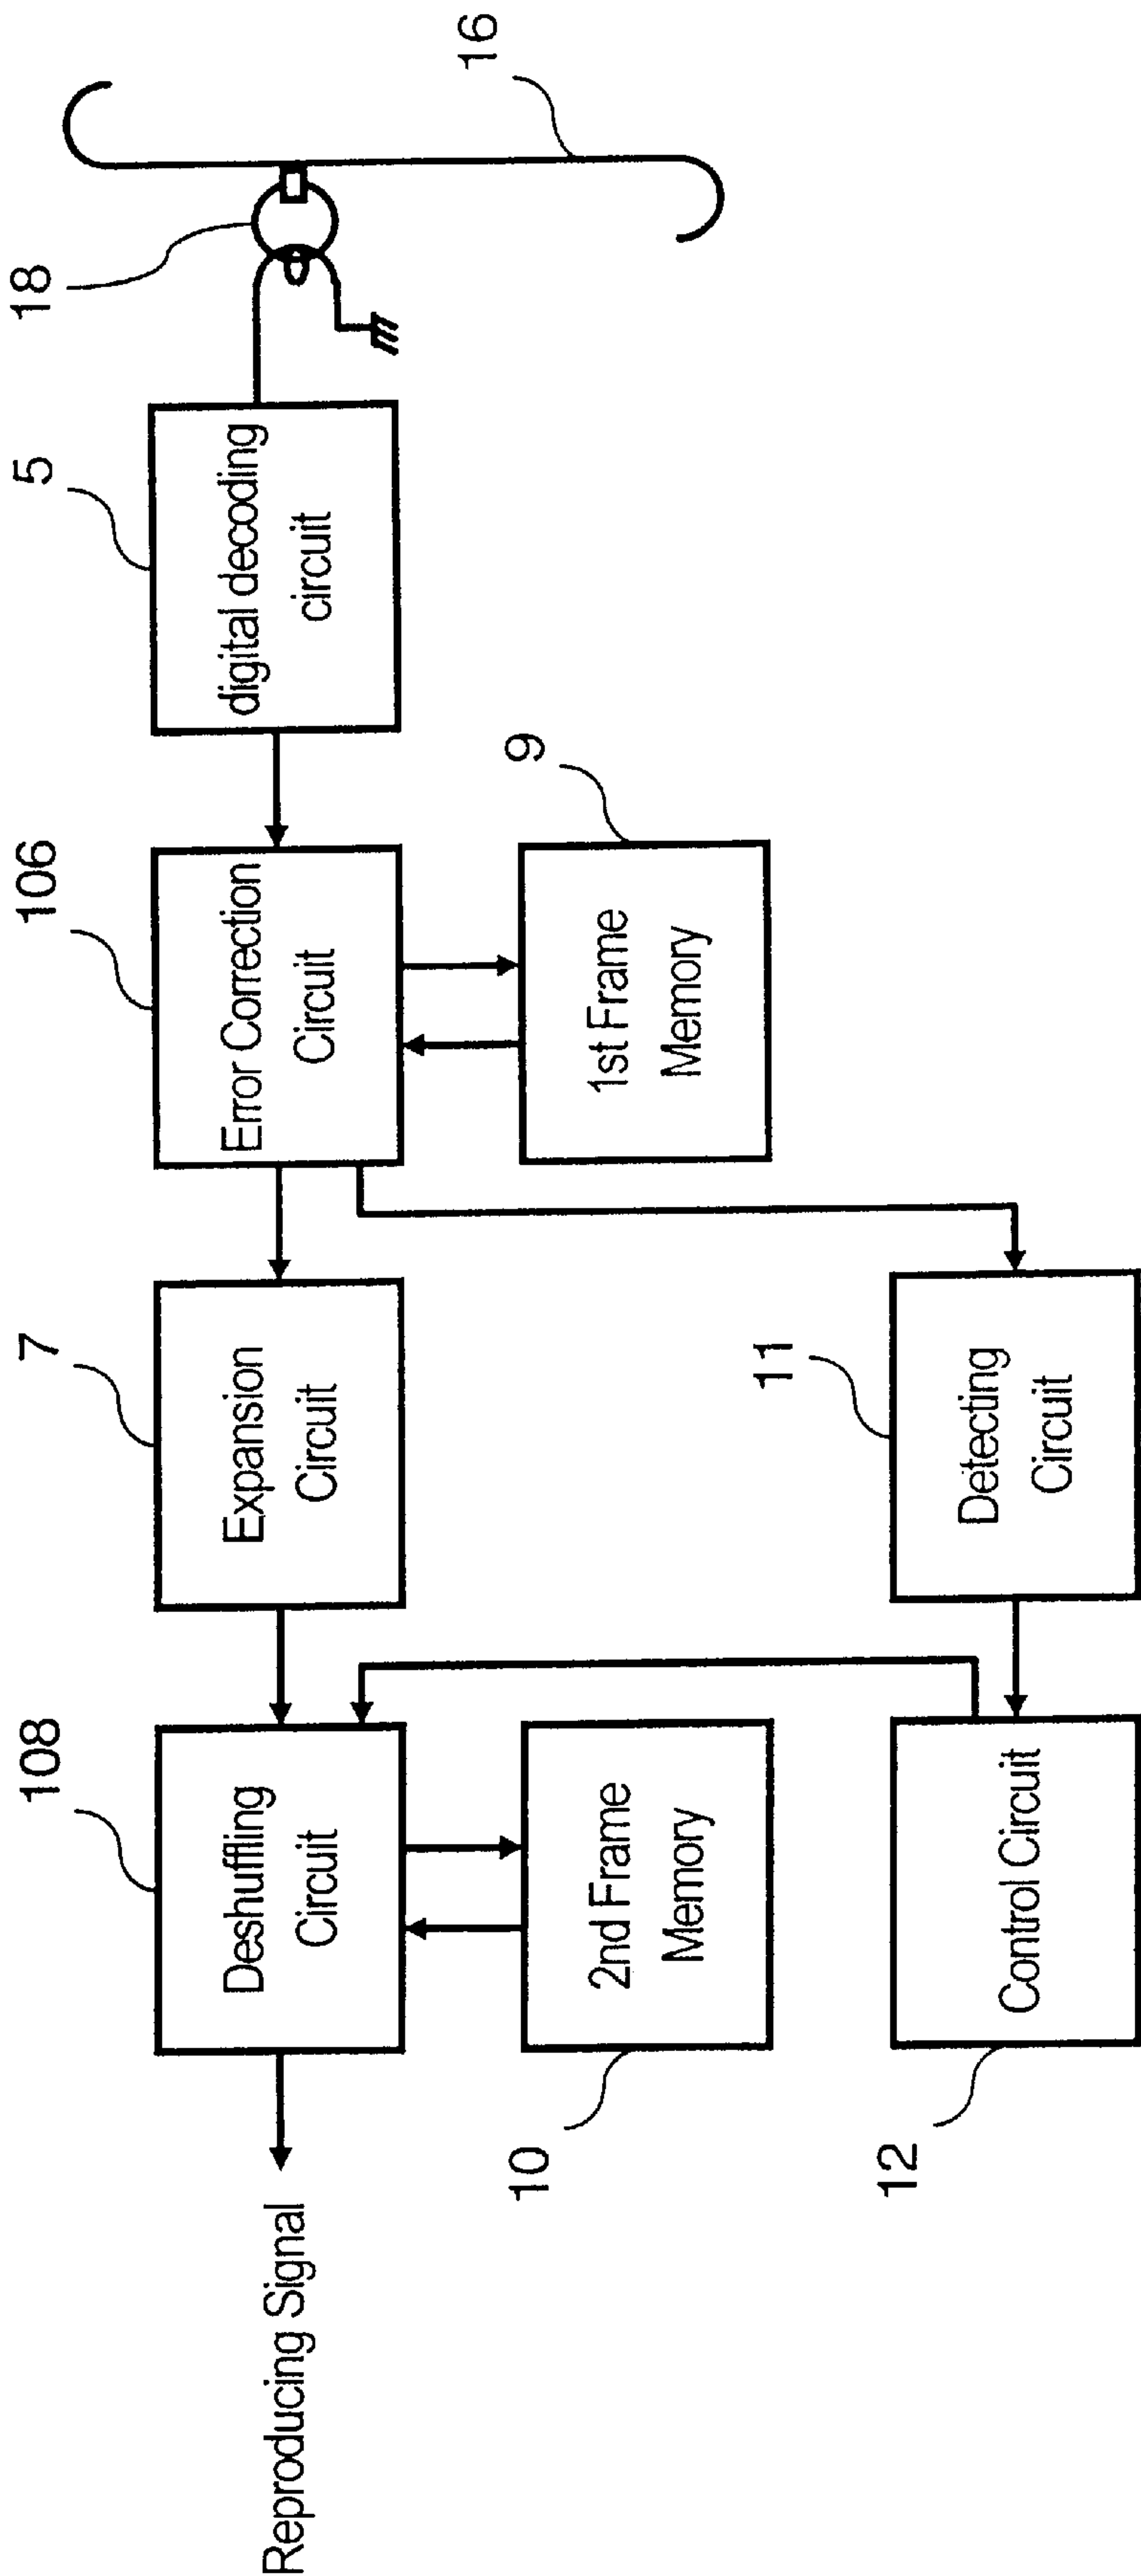 16
18
5
digital decoding
circuit
106
Error Correction
Circuit
9
1st Frame
Memory
7
Expansion
Circuit
11
Detecting
Circuit
108
Deshuffling
Circuit
10
2nd Frame
Memory
12
Control Circuit
Reproducing Signal